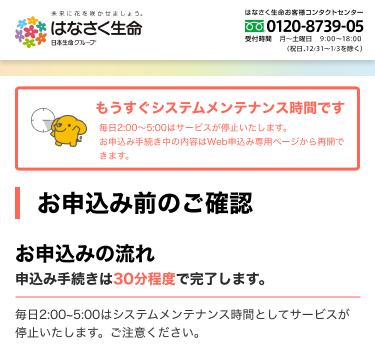 未来に花を咲かせましょう。
はなさく生命
日本生命グループ
はなさく生命お客様コンタクトセンター
0120-8739-05
受付時間 月～土曜日 9:00～18:00
(祝日、12/31～1/3を除く)
もうすぐシステムメンテナンス時間です
毎日2:00～5:00はサービスが停止いたします。
お申込み手続き中の内容はWeb申込み専用ページから再開で
きます。
お申込み前のご確認
お申込みの流れ
申込み手続きは30分程度で完了します。
毎日2:00~5:00はシステムメンテナンス時間としてサービスが
停止いたします。ご注意ください。